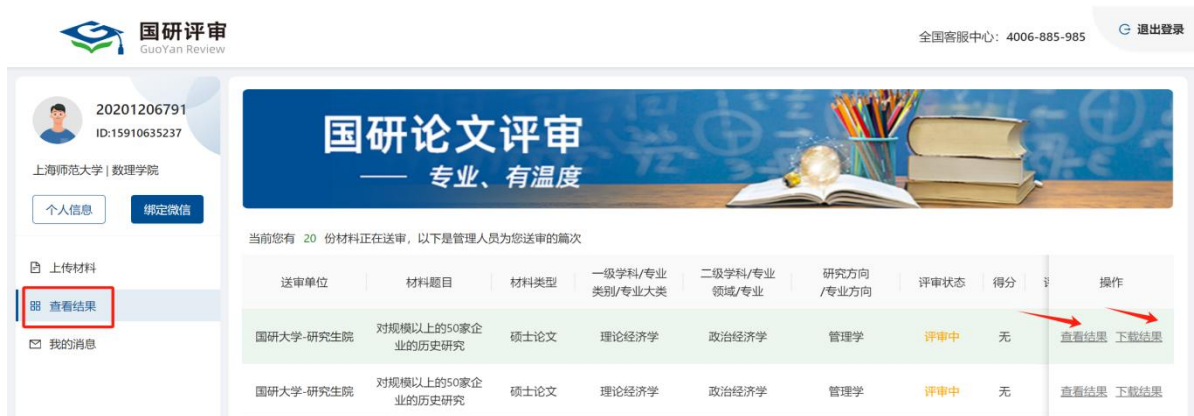 国研评审
GuoYan Review
全国客服中心：4006-885-985
退出登录
20201206791
ID:15910635237
上海师范大学 | 数理学院
个人信息
绑定微信
上传材料
查看结果
我的消息
国研论文评审
—— 专业、有温度
当前您有 20 份材料正在送审，以下是管理人员为您送审的篇次
送审单位 材料题目 材料类型 一级学科/专业 二级学科/专业 研究方向 评审状态 得分 操作
类别/专业大类 领域/专业 /专业方向
国研大学-研究生院 对规模以上的50家企 硕士论文 理论经济学 政治经济学 管理学 评审中 无 查看结果 下载结果
业的历史研究
国研大学-研究生院 对规模以上的50家企 硕士论文 理论经济学 政治经济学 管理学 评审中 无 查看结果 下载结果
业的历史研究